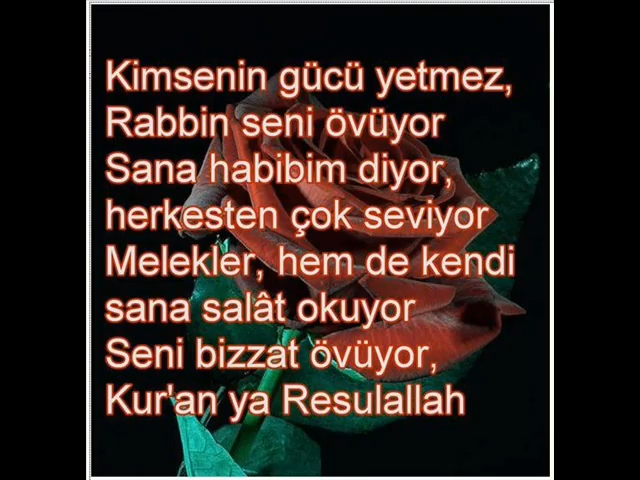 Kimsenin gücü yetmez,
Rabbin seni övüyor
Sana habibim diyor,
herkesten çok seviyor
Melekler, hem de kendi
sana salât okuyor
Seni bizzat övüyor,
Kur'an ya Resulallah